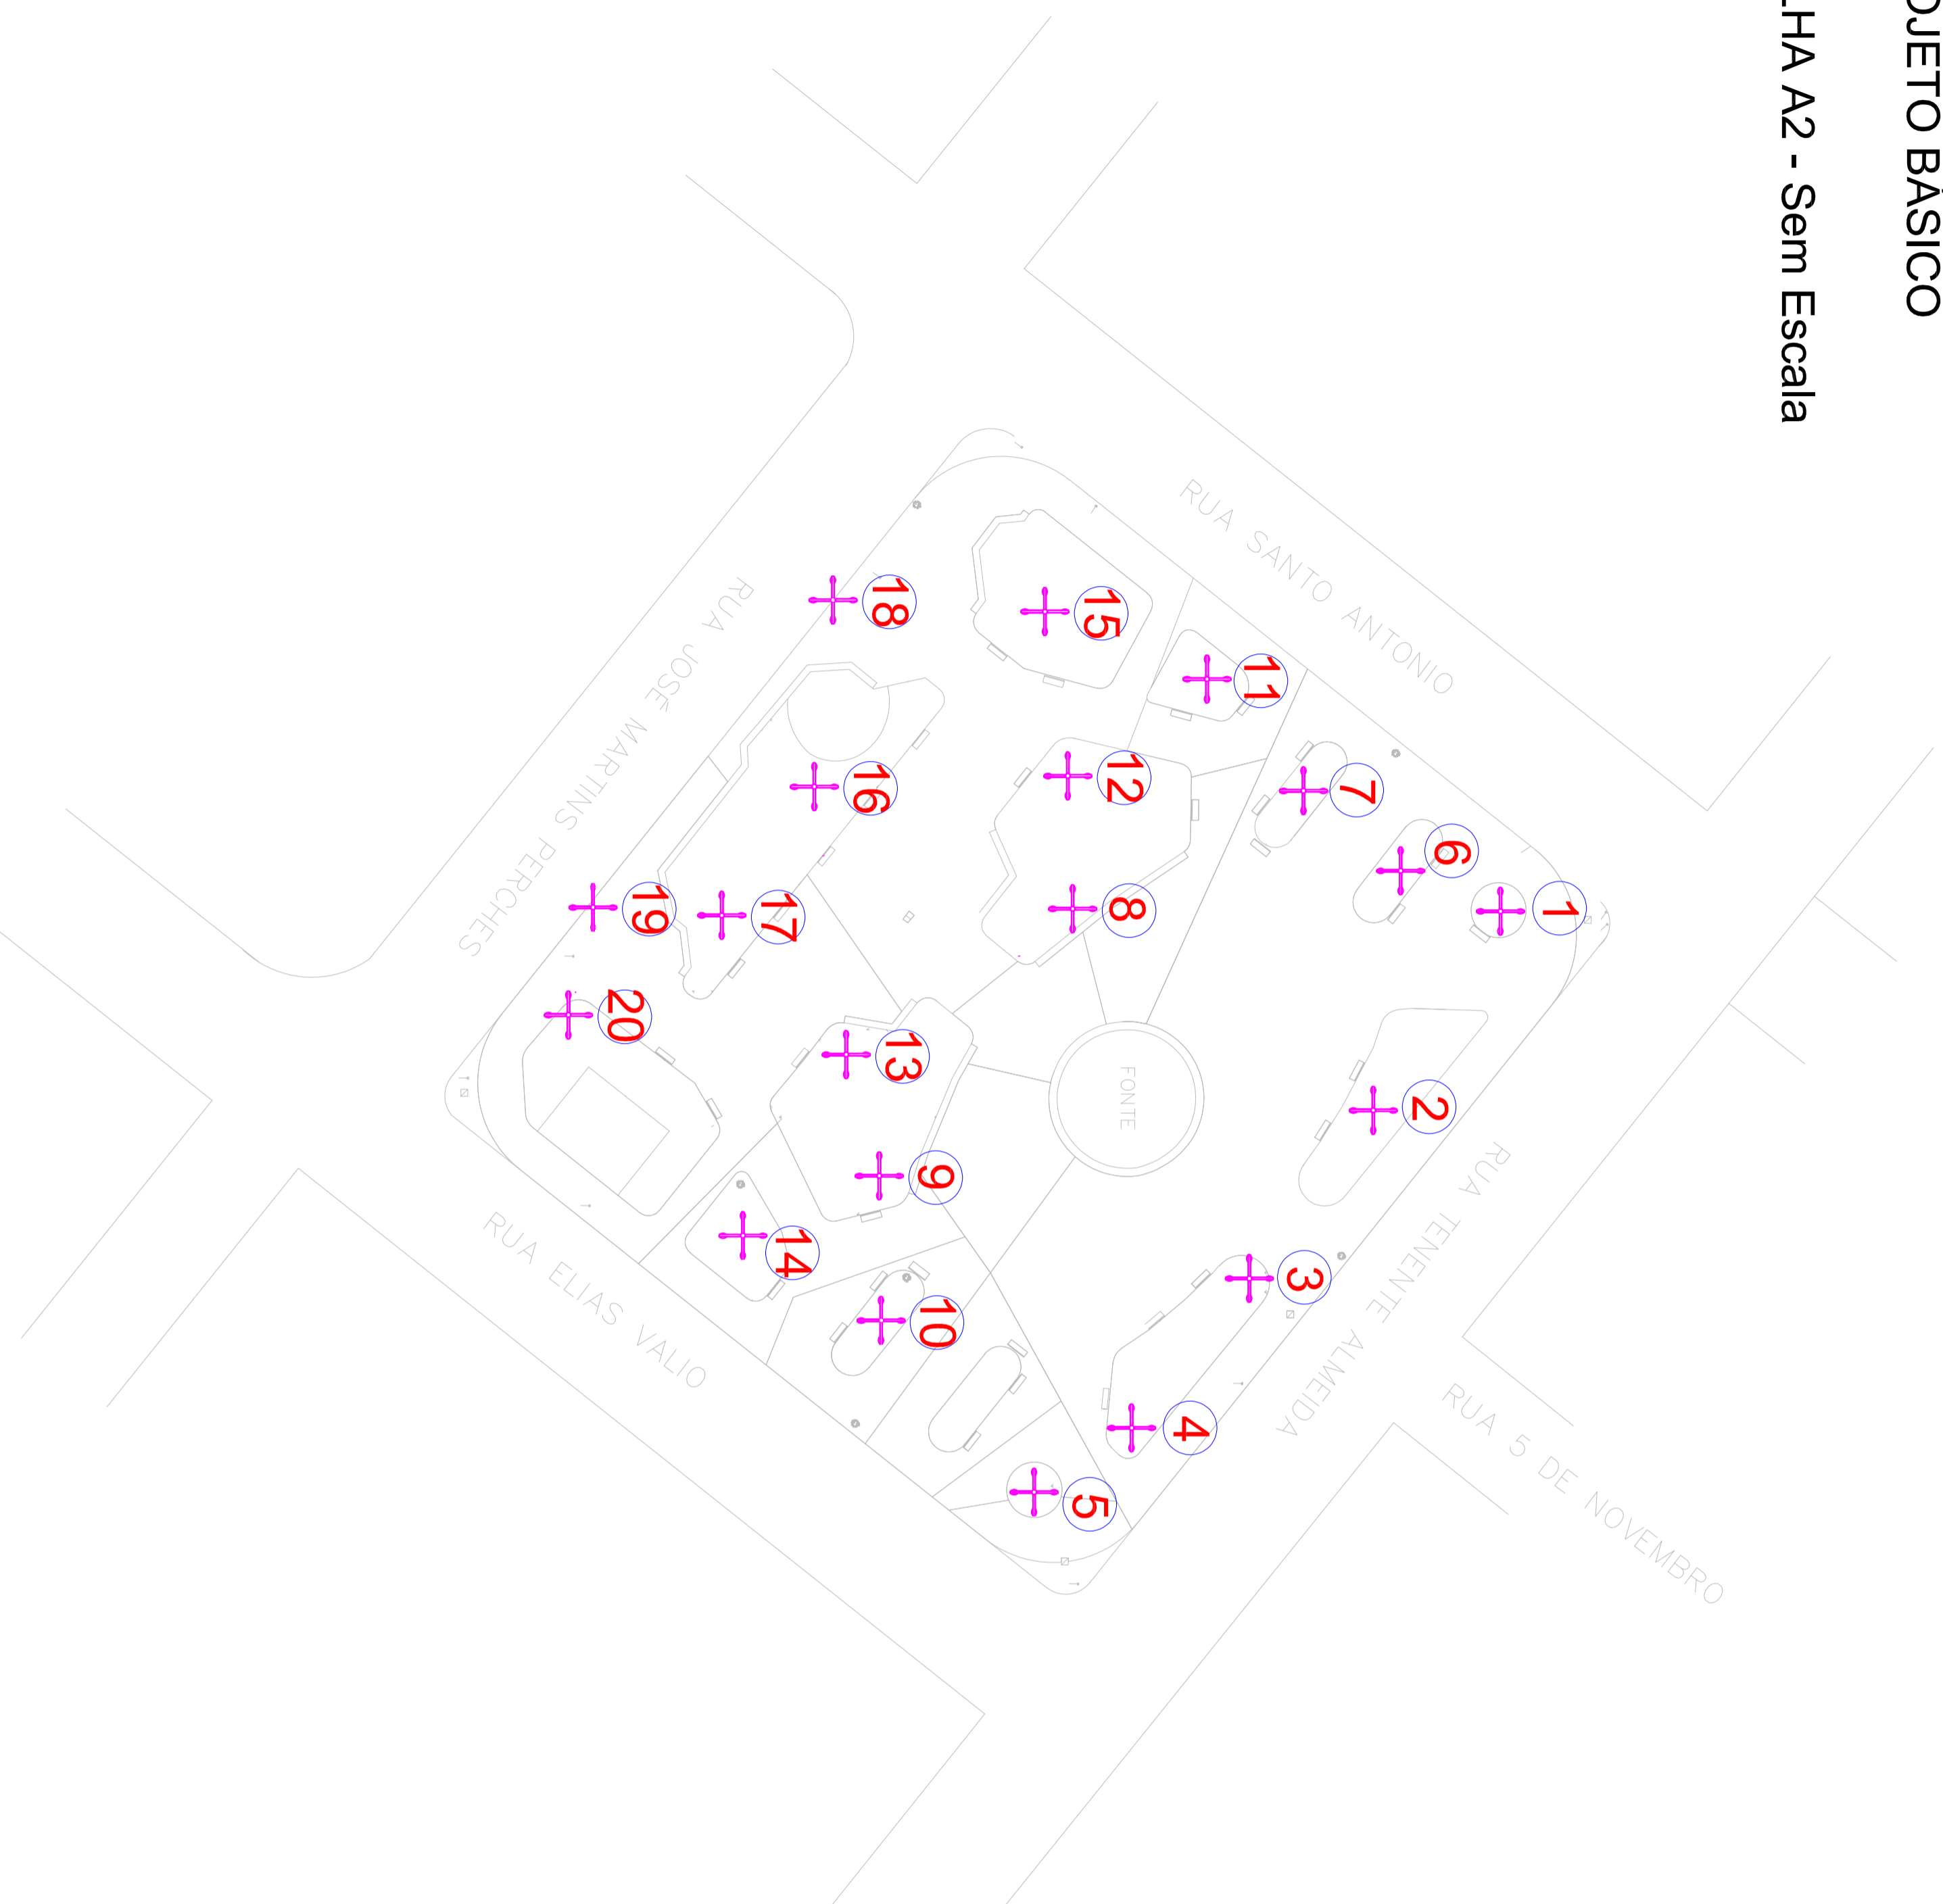 OJETO BÁSICO
LHA A2 - Sem Escala
RUA SANTO ANTONIO
RUA 5 DE NOVEMBRO
RUA TENENTE ALMEIDA
1
6
2
7
3
11
4
8
12
15
5
FONTE
10
9
13
18
16
14
17
19
20
RUA JOSÉ MARTINS PEROCHES
RUA ELIAS VALIO